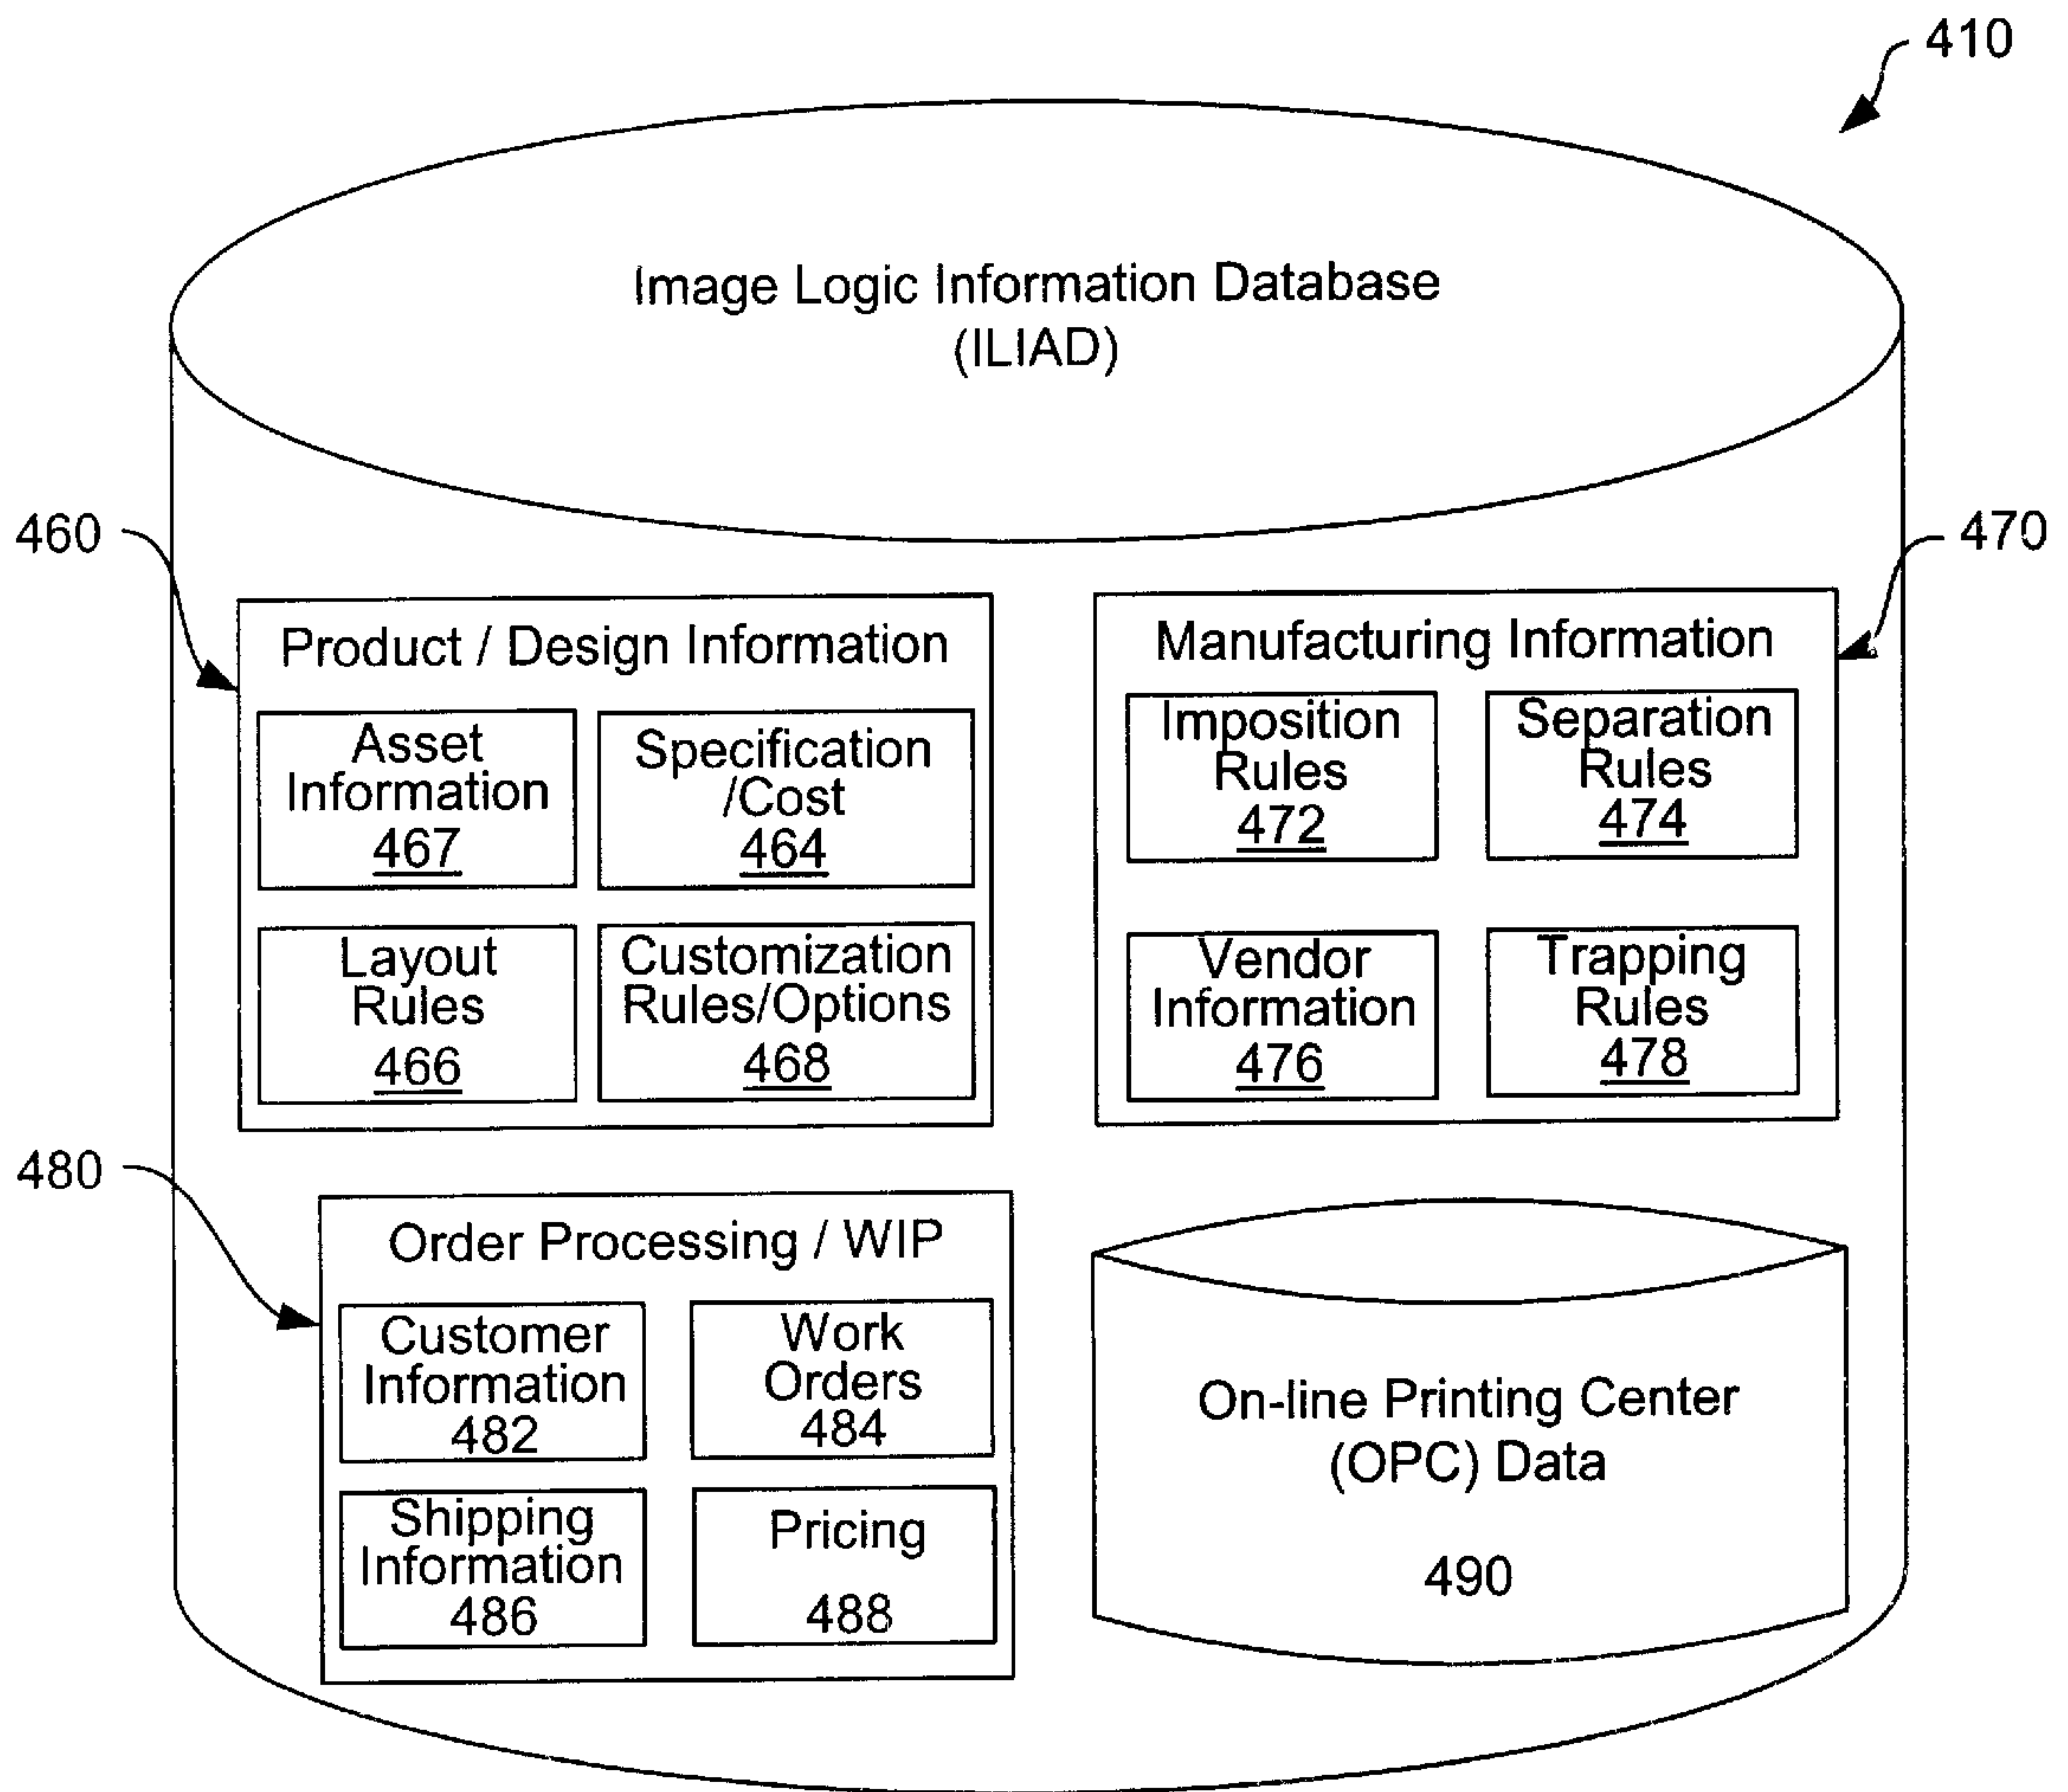 410
Image Logic Information Database
(ILIAD)
460
470
Product / Design Information
Asset
Information
467
Specification
/Cost
464
Layout
Rules
466
Customization
Rules/Options
468
Manufacturing Information
Imposition
Rules
472
Separation
Rules
474
Vendor
Information
476
Trapping
Rules
478
480
Order Processing / WIP
Customer
Information
482
Work
Orders
484
Shipping
Information
486
Pricing
488
On-line Printing Center
(OPC) Data
490